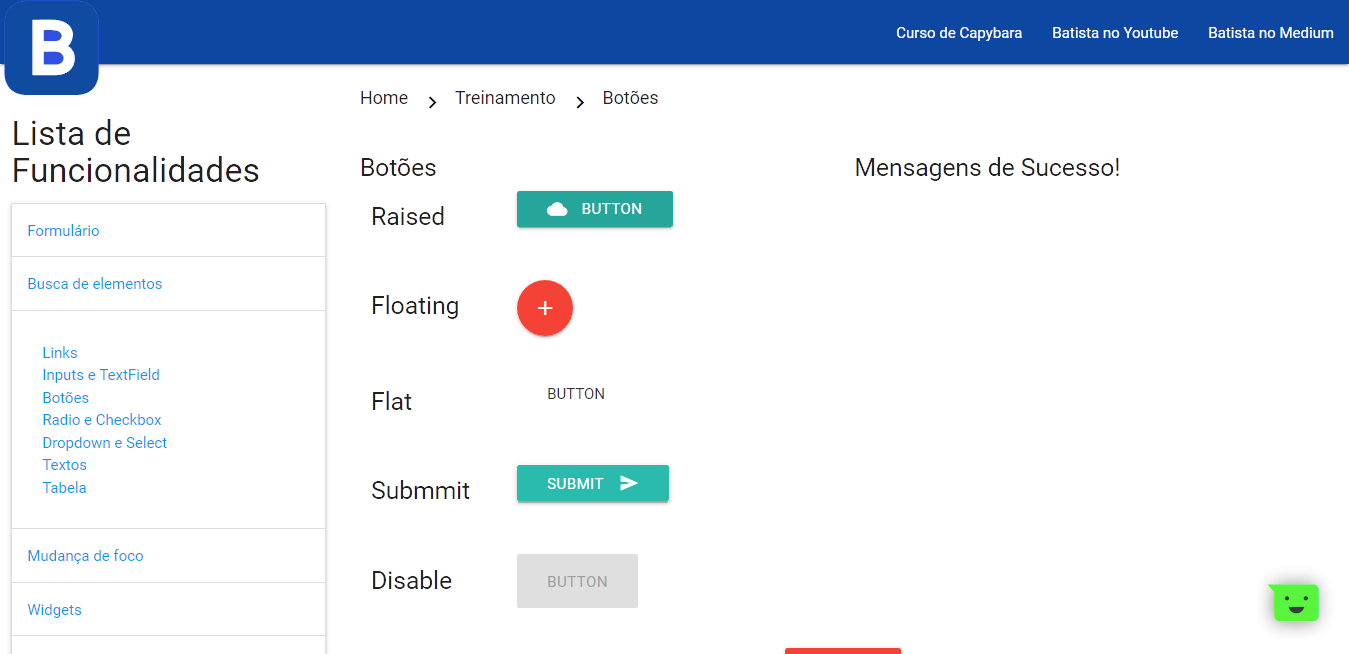 B
Curso de Capybara Batista no Youtube Batista no Medium
Home Treinamento Botões
Lista de
Funcionalidades
Formulário
Busca de elementos
Links
Inputs e TextField
Botões
Radio e Checkbox
Dropdown e Select
Textos
Tabela
Mudança de foco
Widgets
Botões
Raised BUTTON
Floating +
Flat BUTTON
Submmit SUBMIT
Disable BUTTON
Mensagens de Sucesso!